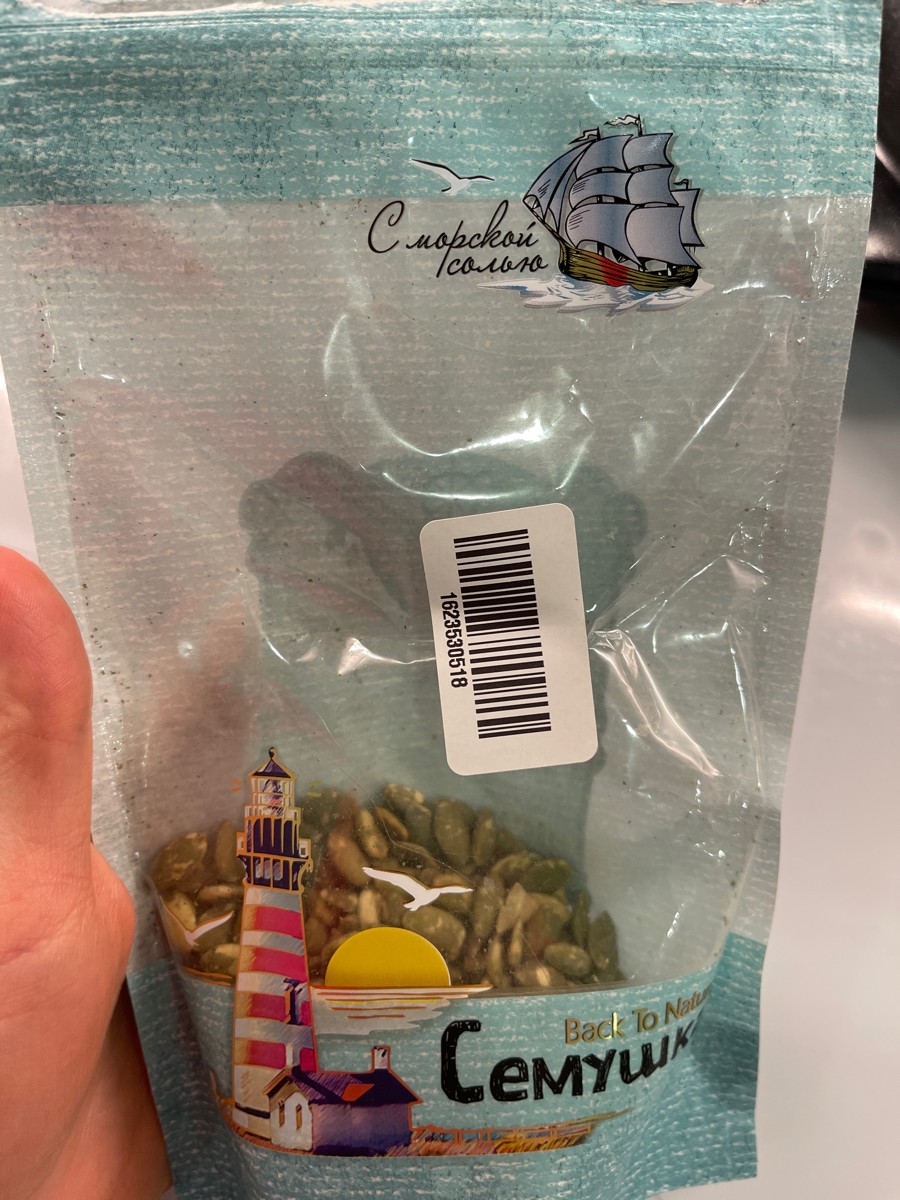 С морской
солью
1623530518
Back To Natu
Семушк